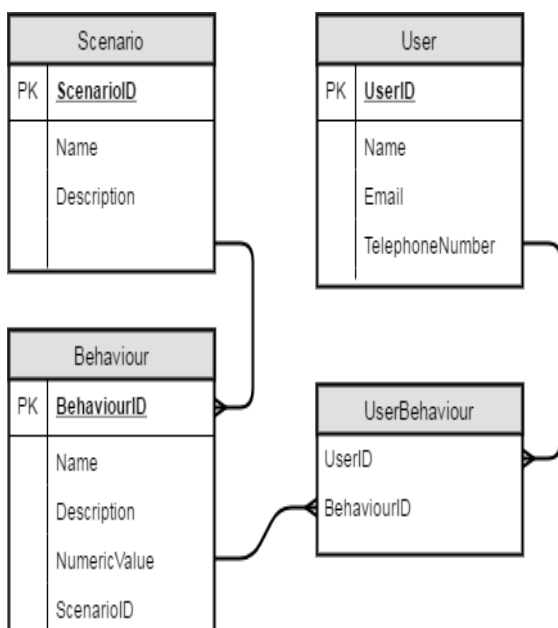 Scenario
PK ScenarioID
Name
Description
User
PK UserID
Name
Email
TelephoneNumber
Behaviour
PK BehaviourID
Name
Description
NumericValue
ScenarioID
UserBehaviour
UserID
BehaviourID